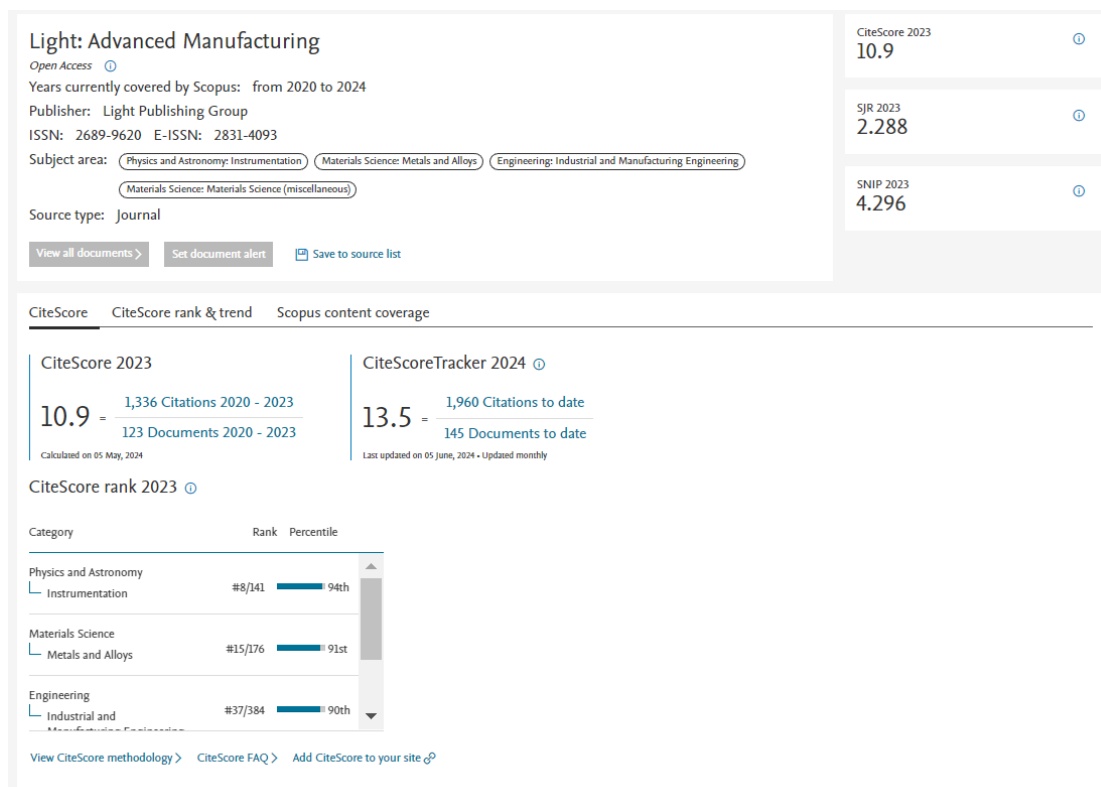 Light: Advanced Manufacturing
Open Access
Years currently covered by Scopus: from 2020 to 2024
Publisher: Light Publishing Group
ISSN: 2689-9620 E-ISSN: 2831-4093
Subject area: Physics and Astronomy: Instrumentation Materials Science: Metals and Alloys Engineering: Industrial and Manufacturing Engineering
Materials Science: Materials Science (miscellaneous)
Source type: Journal
View all documents > Set document alert Save to source list
CiteScore 2023
10.9
SJR 2023
2.288
SNIP 2023
4.296
CiteScore CiteScore rank & trend Scopus content coverage
CiteScore 2023
10.9 =
1,336 Citations 2020 - 2023
123 Documents 2020 - 2023
Calculated on 05 May, 2024
CiteScoreTracker 2024
13.5 =
1,960 Citations to date
145 Documents to date
Last updated on 05 June, 2024 • Updated monthly
CiteScore rank 2023
Category Rank Percentile
Physics and Astronomy
Instrumentation #8/141 94th
Materials Science
Metals and Alloys #15/176 91st
Engineering
Industrial and #37/384 90th
Manufacturing Engineering
View CiteScore methodology > CiteScore FAQ > Add CiteScore to your site